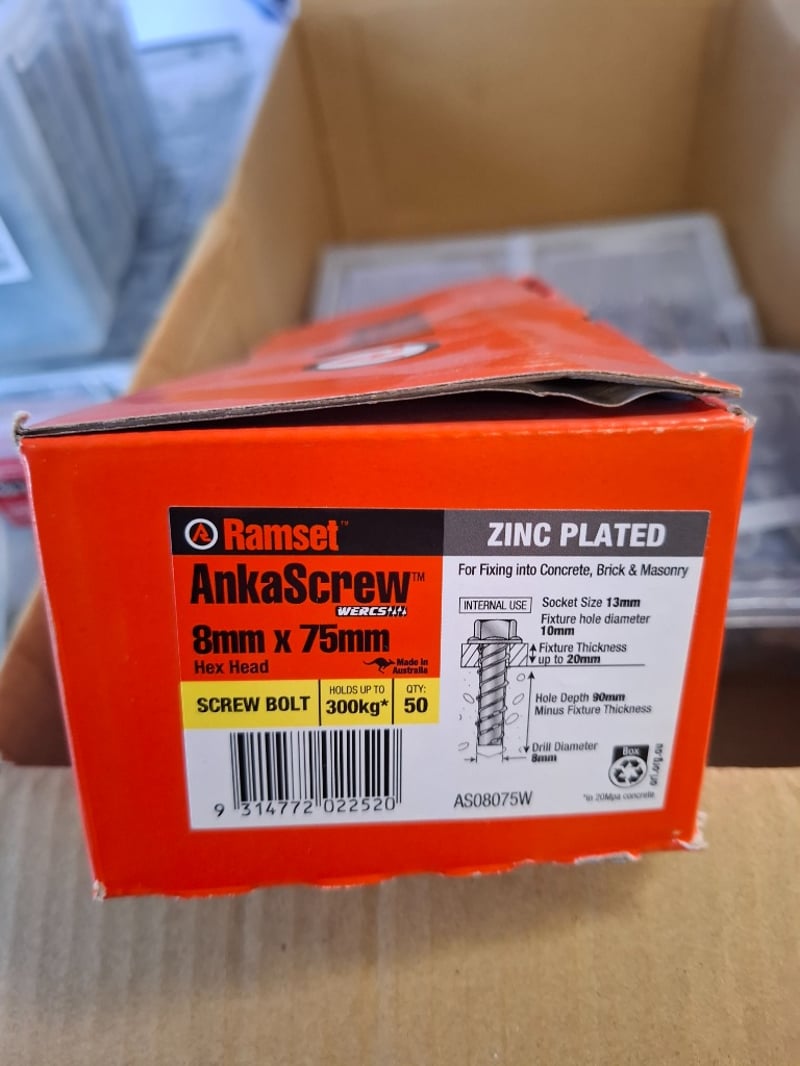 Ramset™
ZINC PLATED
AnkaScrew™
WERCS
8mm x 75mm
Hex Head
Made in
Australia
SCREW BOLT
HOLDS UP TO
300kg*
QTY:
50
9 314772 022520
For Fixing into Concrete, Brick & Masonry
INTERNAL USE
Socket Size 13mm
Fixture hole diameter
10mm
Fixture Thickness
up to 20mm
Hole Depth 90mm
Minus Fixture Thickness
Drill Diameter
8mm
Box
AS08075W
*in 20Mpa concrete.